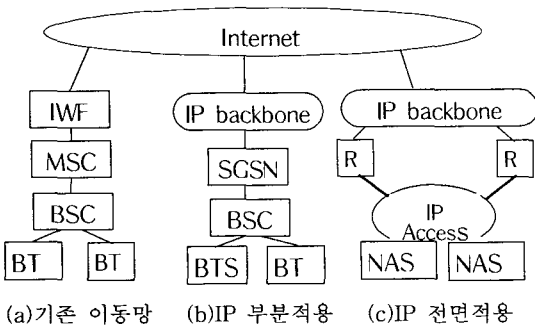 Internet
IWF
IP backbone
IP backbone
MSC
SGSN
R
R
BSC
BSC
IP
Access
BT
BT
BTS
BT
NAS
NAS
(a)기존 이동망
(b)IP 부분적용
(c)IP 전면적용